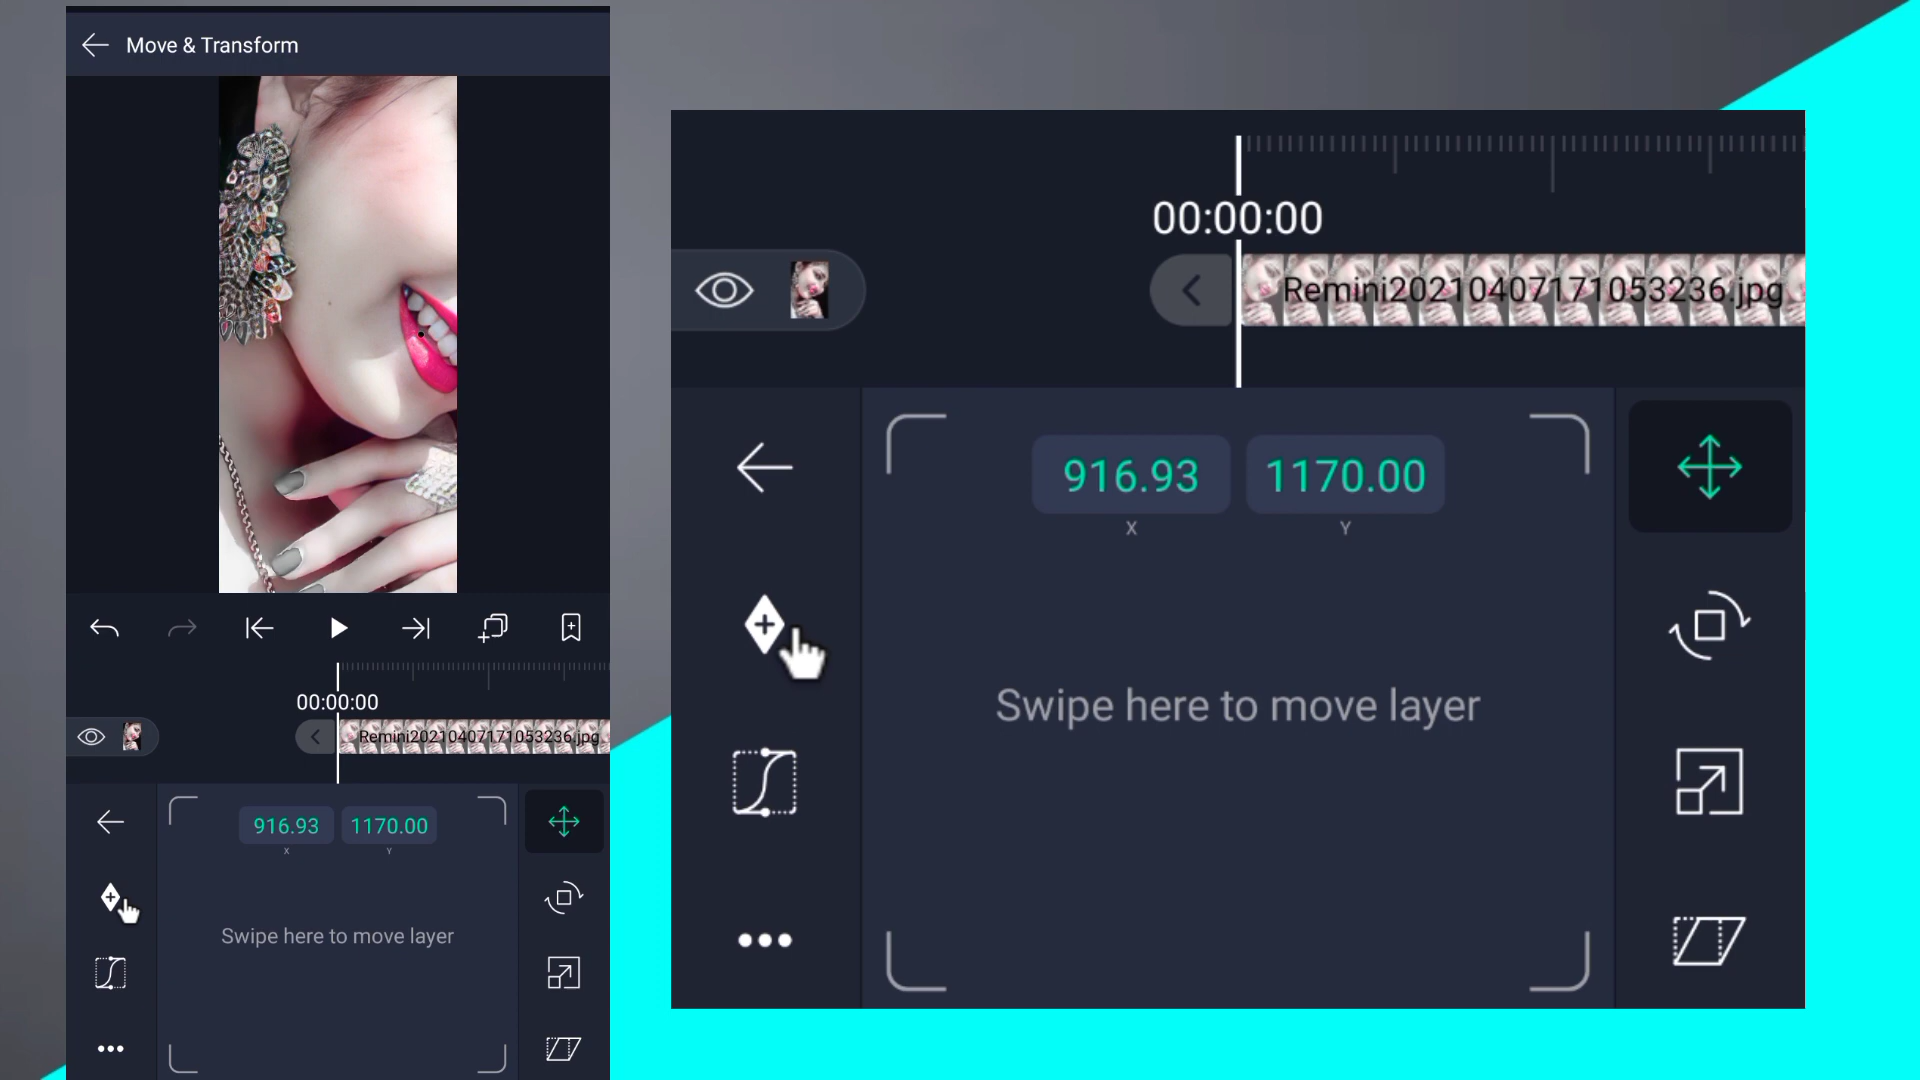 Move & Transform
00:00:00
Remini20210407171053236.jpg
916.93 1170.00
X Y
Swipe here to move layer
00:00:00
Remini20210407171053236.jpg
916.93 1170.00
X Y
Swipe here to move layer